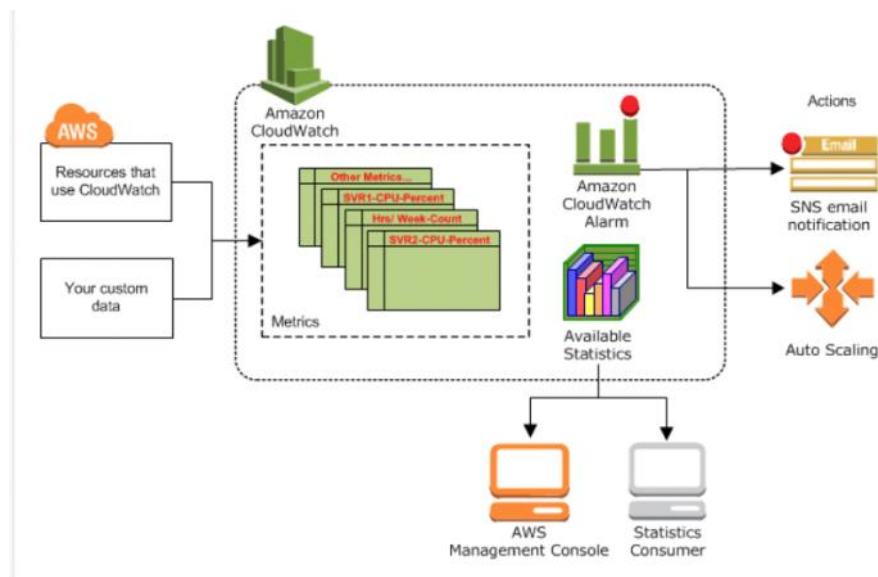 Amazon
CloudWatch
AWS
Resources that
use CloudWatch
Your custom
data
Other Metrics...
SVR1-CPU-Percent
Hrs/ Week-Count
SVR2-CPU-Percent
Metrics
Amazon
CloudWatch
Alarm
Available
Statistics
Actions
Email
SNS email
notification
Auto Scaling
AWS
Management Console
Statistics
Consumer